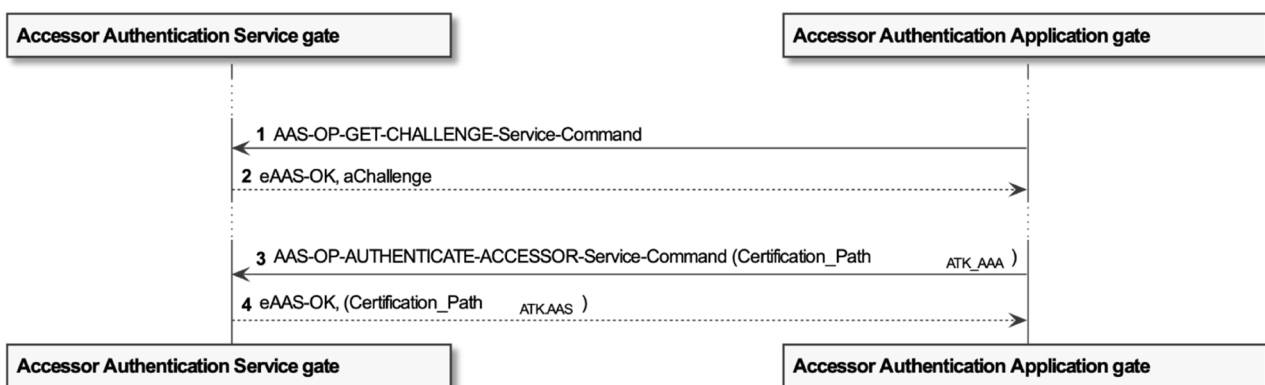 Accessor Authentication Service gate
Accessor Authentication Application gate
1 AAS-OP-GET-CHALLENGE-Service-Command
2 eAAS-OK, aChallenge
3 AAS-OP-AUTHENTICATE-ACCESSOR-Service-Command (Certification_Path ATK_AAA )
4 eAAS-OK, (Certification_Path ATK.AAS )
Accessor Authentication Service gate
Accessor Authentication Application gate